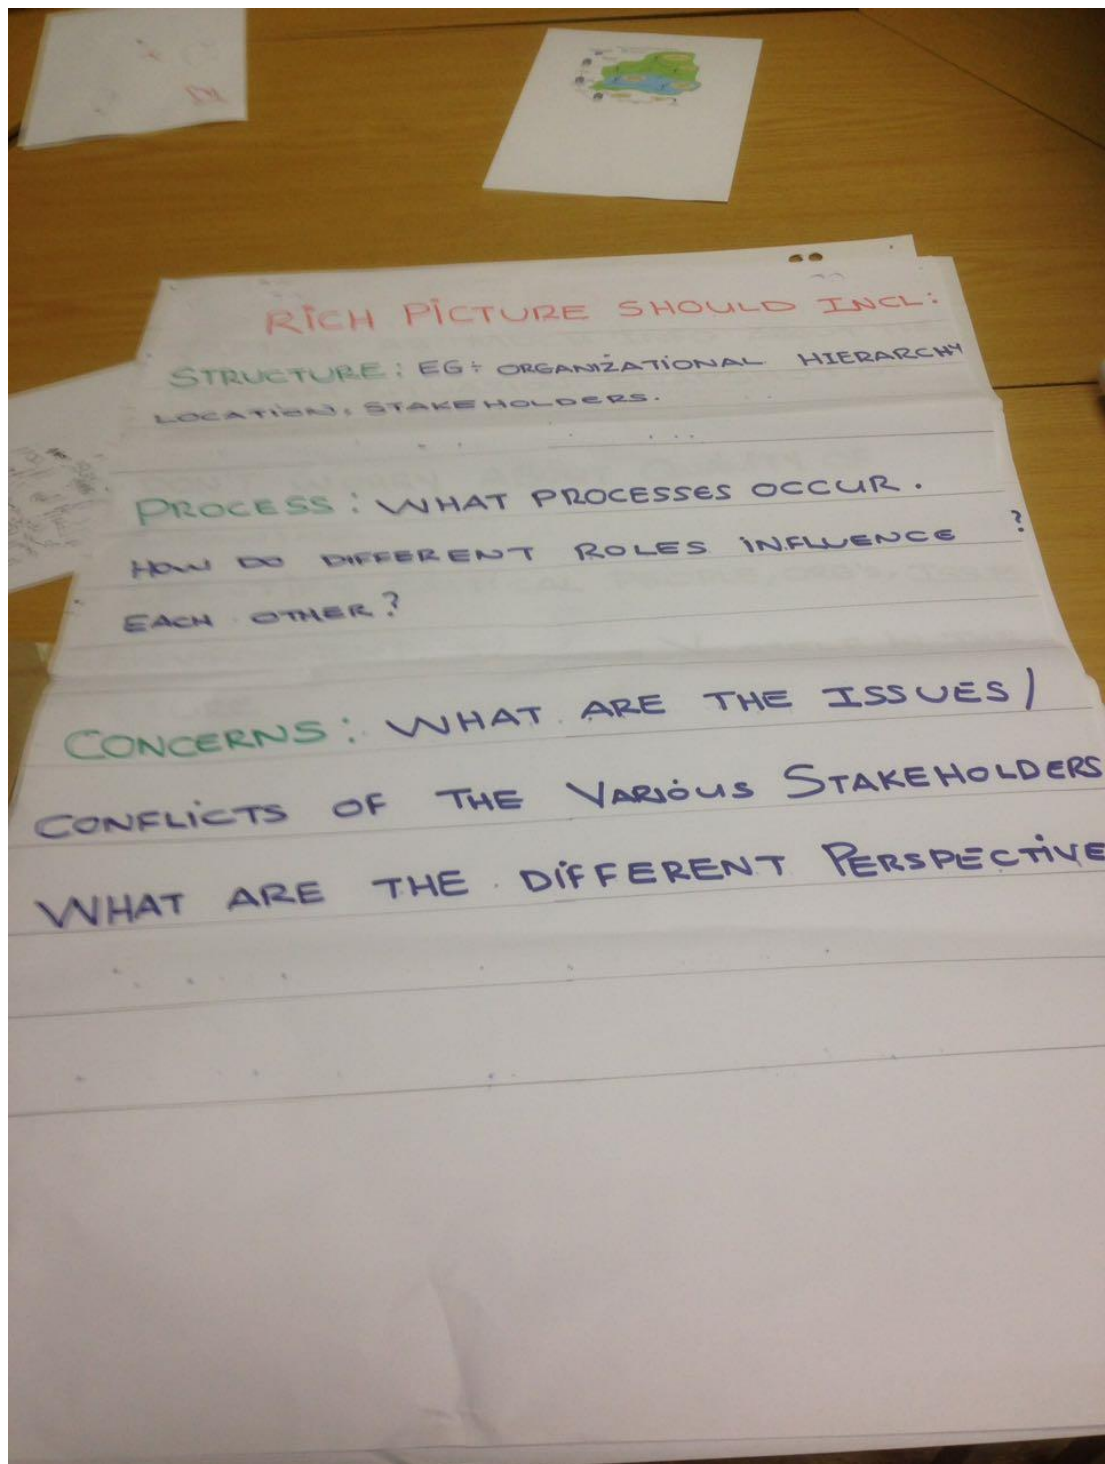 RICH PICTURE SHOULD INCL:
STRUCTURE: EG: ORGANIZATIONAL HIERARCHY
LOCATION, STAKEHOLDERS.
PROCESS: WHAT PROCESSES OCCUR.
HOW DO DIFFERENT ROLES INFLUENCE ?
EACH OTHER?
CONCERNS: WHAT ARE THE ISSUES/
CONFLICTS OF THE VARIOUS STAKEHOLDERS
WHAT ARE THE DIFFERENT PERSPECTIVE